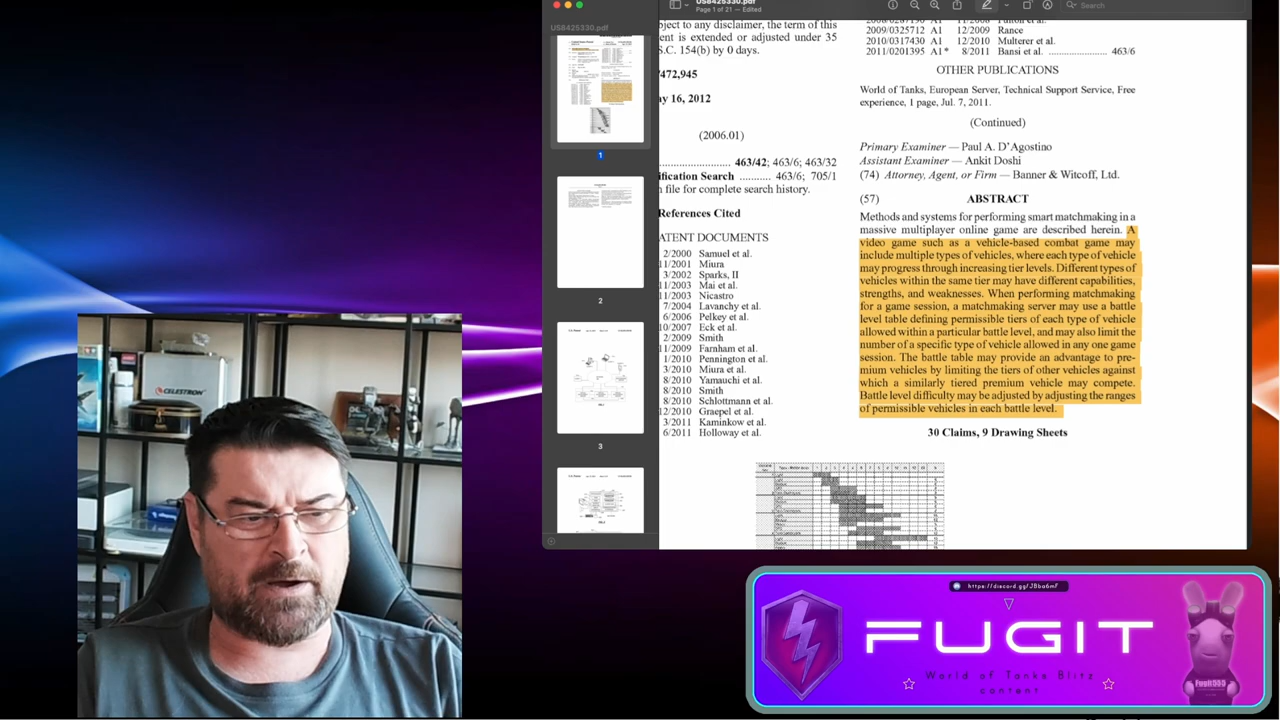 US8425330.pdf
Page 1 of 21 – Edited
Search
US8425330.pdf
1
2
3
bject to any disclaimer, the term of this
ent is extended or adjusted under 35
S.C. 154(b) by 0 days.
/472,945
ay 16, 2012
(2006.01)
463/42; 463/6; 463/32
ification Search ........... 463/6; 705/1
n file for complete search history.
References Cited
ATENT DOCUMENTS
2/2000 Samuel et al.
11/2001 Miura
3/2002 Sparks, II
11/2003 Mai et al.
11/2003 Nicastro
7/2004 Lavanchy et al.
6/2006 Pelkey et al.
10/2007 Eck et al.
2/2009 Smith
11/2009 Farnham et al.
1/2010 Pennington et al.
3/2010 Miura et al.
8/2010 Yamauchi et al.
8/2010 Smith
8/2010 Schlottmann et al.
12/2010 Graepel et al.
3/2011 Kaminkow et al.
6/2011 Holloway et al.
2009/0325712 A1 12/2009 Rance
2010/0317430 A1 12/2010 Multerer et al.
2011/0201395 A1* 8/2011 Bansi et al. .................... 463/6
OTHER PUBLICATIONS
World of Tanks, European Server, Technical Support Service, Free
experience, 1 page, Jul. 7, 2011.
(Continued)
Primary Examiner — Paul A. D'Agostino
Assistant Examiner — Ankit Doshi
(74) Attorney, Agent, or Firm — Banner & Witcoff, Ltd.
(57) ABSTRACT
Methods and systems for performing smart matchmaking in a
massive multiplayer online game are described herein. A
video game such as a vehicle-based combat game may
include multiple types of vehicles, where each type of vehicle
may progress through increasing tier levels. Different types of
vehicles within the same tier may have different capabilities,
strengths, and weaknesses. When performing matchmaking
for a game session, a matchmaking server may use a battle
level table defining permissible tiers of each type of vehicle
allowed within a particular battle level, and may also limit the
number of a specific type of vehicle allowed in any one game
session. The battle table may provide an advantage to pre-
mium vehicles by limiting the tiers of other vehicles against
which a similarly tiered premium vehicle may compete.
Battle level difficulty may be adjusted by adjusting the ranges
of permissible vehicles in each battle level.
30 Claims, 9 Drawing Sheets
CELESTRON
https://discord.gg/JBba6mF
FUGIT
World of Tanks Blitz
content
Fugit555